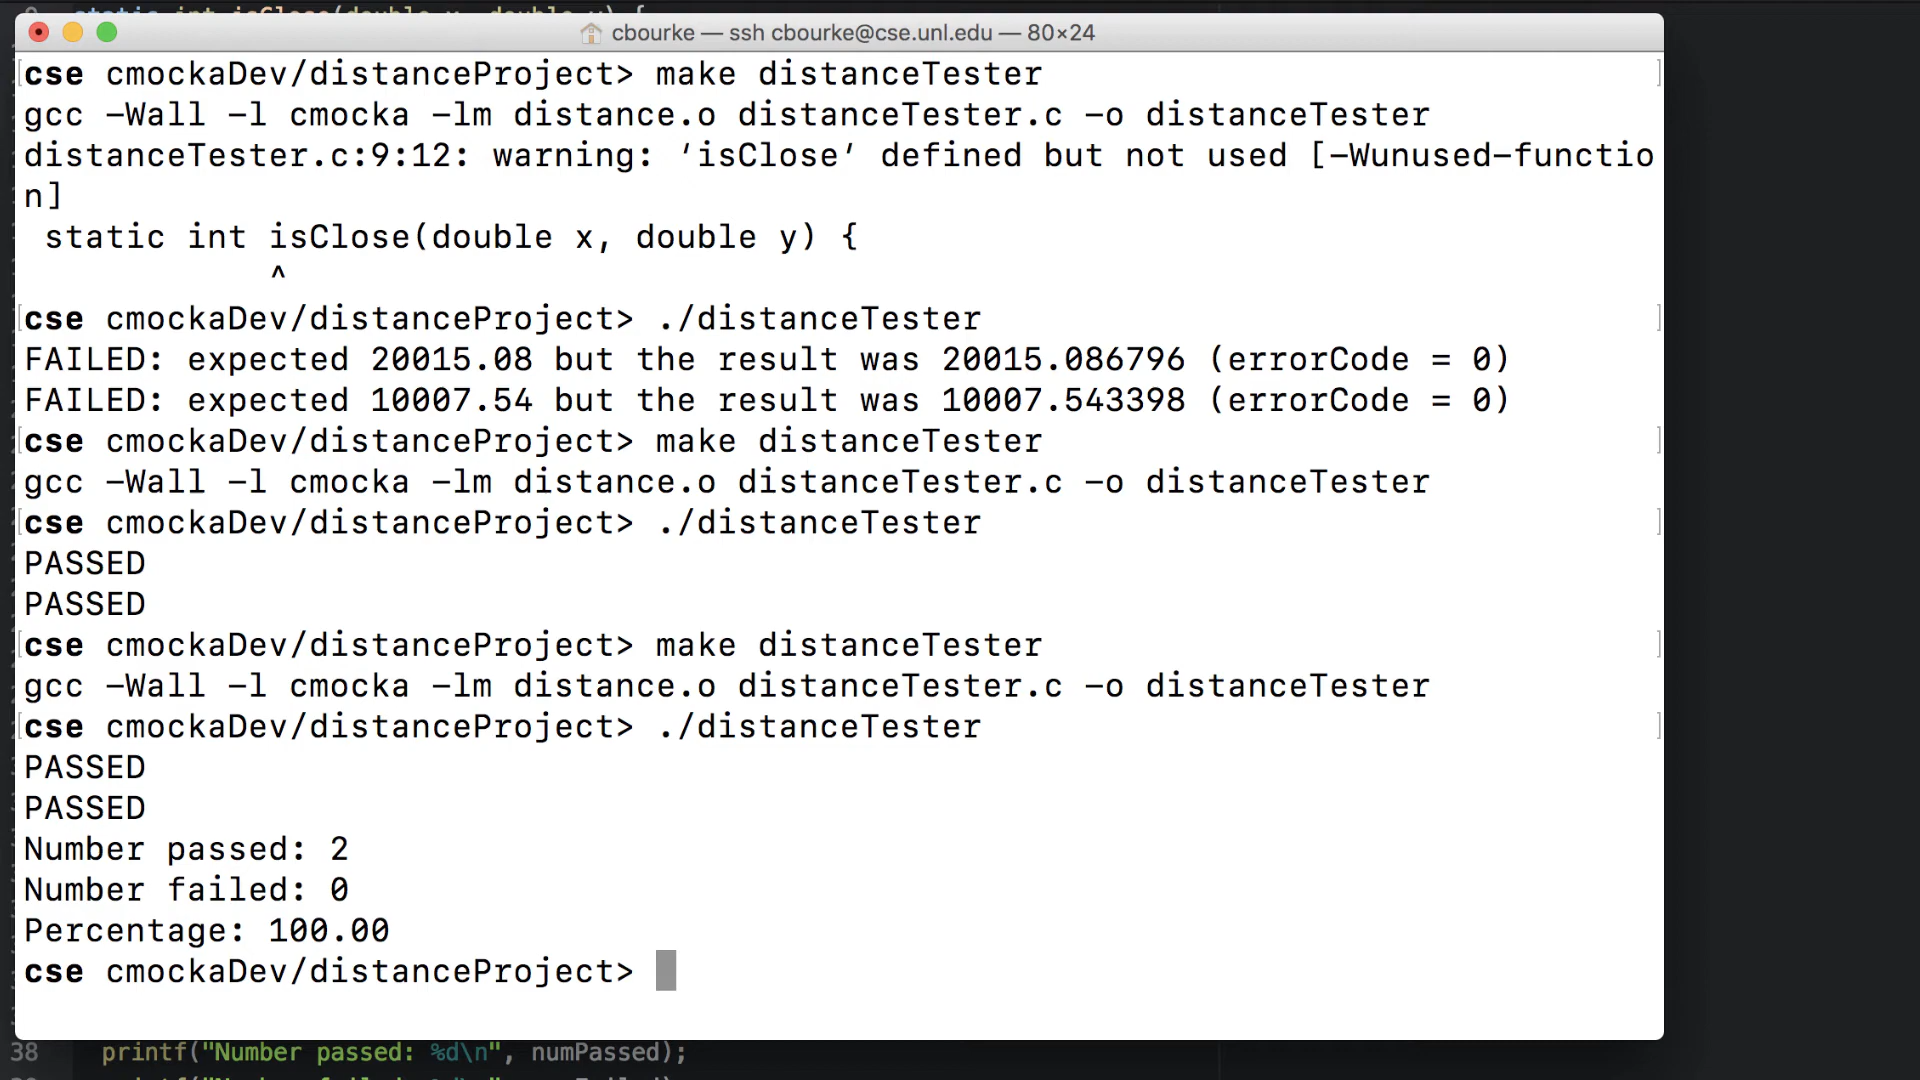 static int isClose(double x, double y) {
cbourke — ssh cbourke@cse.unl.edu — 80×24
cse cmockaDev/distanceProject> make distanceTester
gcc -Wall -l cmocka -lm distance.o distanceTester.c -o distanceTester
distanceTester.c:9:12: warning: ‘isClose’ defined but not used [-Wunused-functio
n]
static int isClose(double x, double y) {
^
cse cmockaDev/distanceProject> ./distanceTester
FAILED: expected 20015.08 but the result was 20015.086796 (errorCode = 0)
FAILED: expected 10007.54 but the result was 10007.543398 (errorCode = 0)
cse cmockaDev/distanceProject> make distanceTester
gcc -Wall -l cmocka -lm distance.o distanceTester.c -o distanceTester
cse cmockaDev/distanceProject> ./distanceTester
PASSED
PASSED
cse cmockaDev/distanceProject> make distanceTester
gcc -Wall -l cmocka -lm distance.o distanceTester.c -o distanceTester
cse cmockaDev/distanceProject> ./distanceTester
PASSED
PASSED
Number passed: 2
Number failed: 0
Percentage: 100.00
cse cmockaDev/distanceProject>
38 printf("Number passed: %d\n", numPassed);